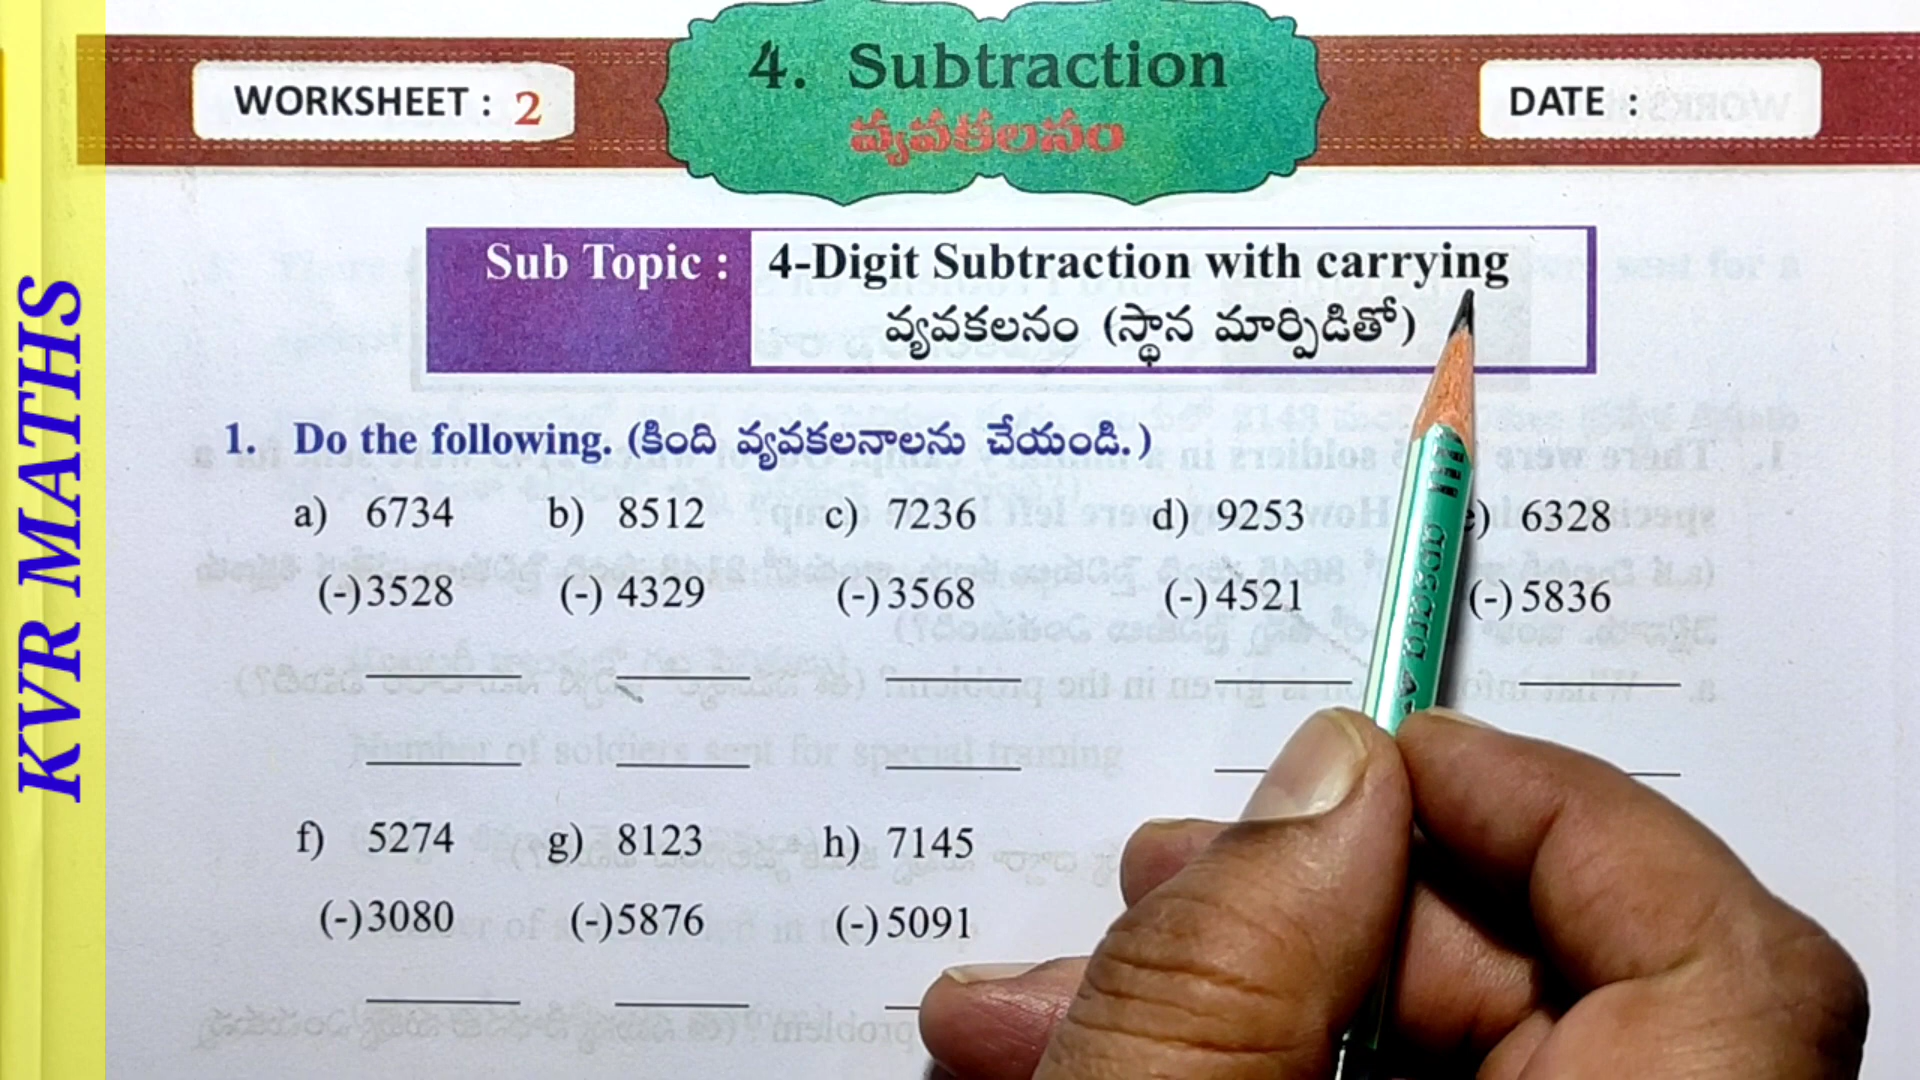 KVR MATHS
WORKSHEET : 2
4. Subtraction
వ్యవకలనం
DATE :
Sub Topic : 4-Digit Subtraction with carrying
వ్యవకలనం (స్థాన మార్పిడితో)
1. Do the following. (కింది వ్యవకలనాలను చేయండి.)
a) 6734 b) 8512 c) 7236 d) 9253 e) 6328
(-)3528 (-) 4329 (-)3568 (-)4521 (-)5836
f) 5274 g) 8123 h) 7145
(-)3080 (-)5876 (-)5091